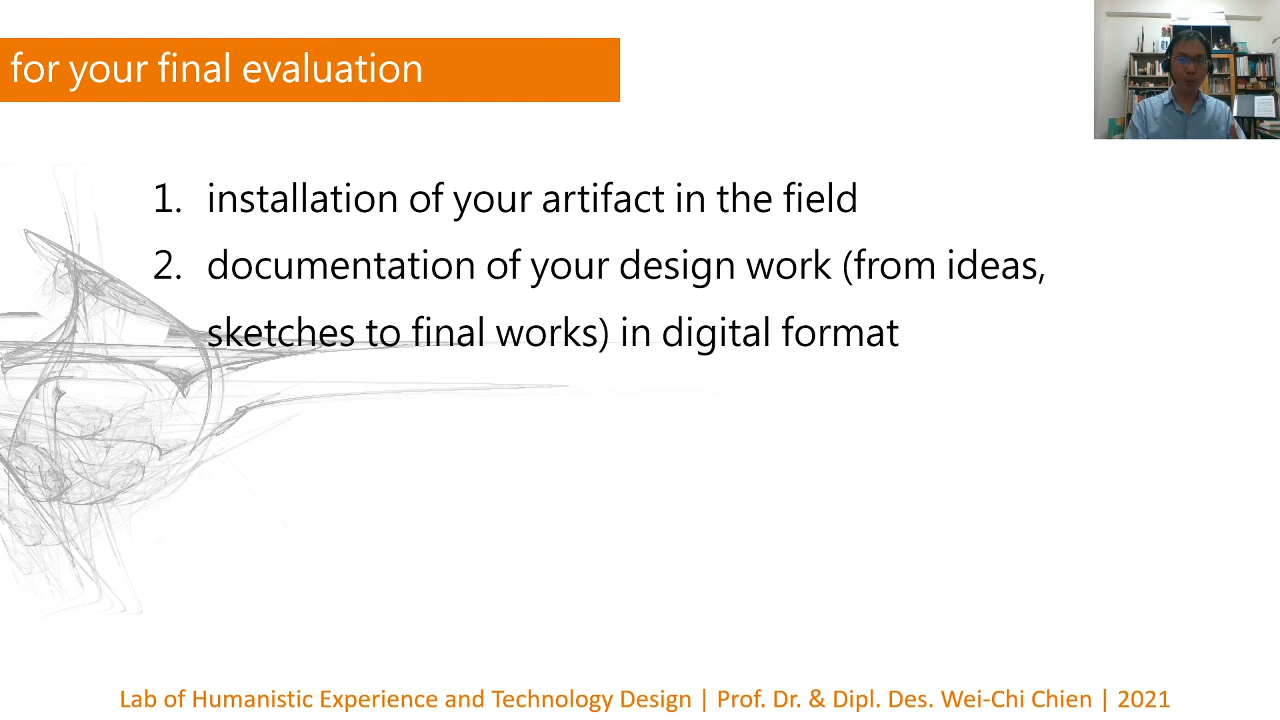 for your final evaluation
1. installation of your artifact in the field
2. documentation of your design work (from ideas,
sketches to final works) in digital format
Lab of Humanistic Experience and Technology Design | Prof. Dr. & Dipl. Des. Wei-Chi Chien | 2021